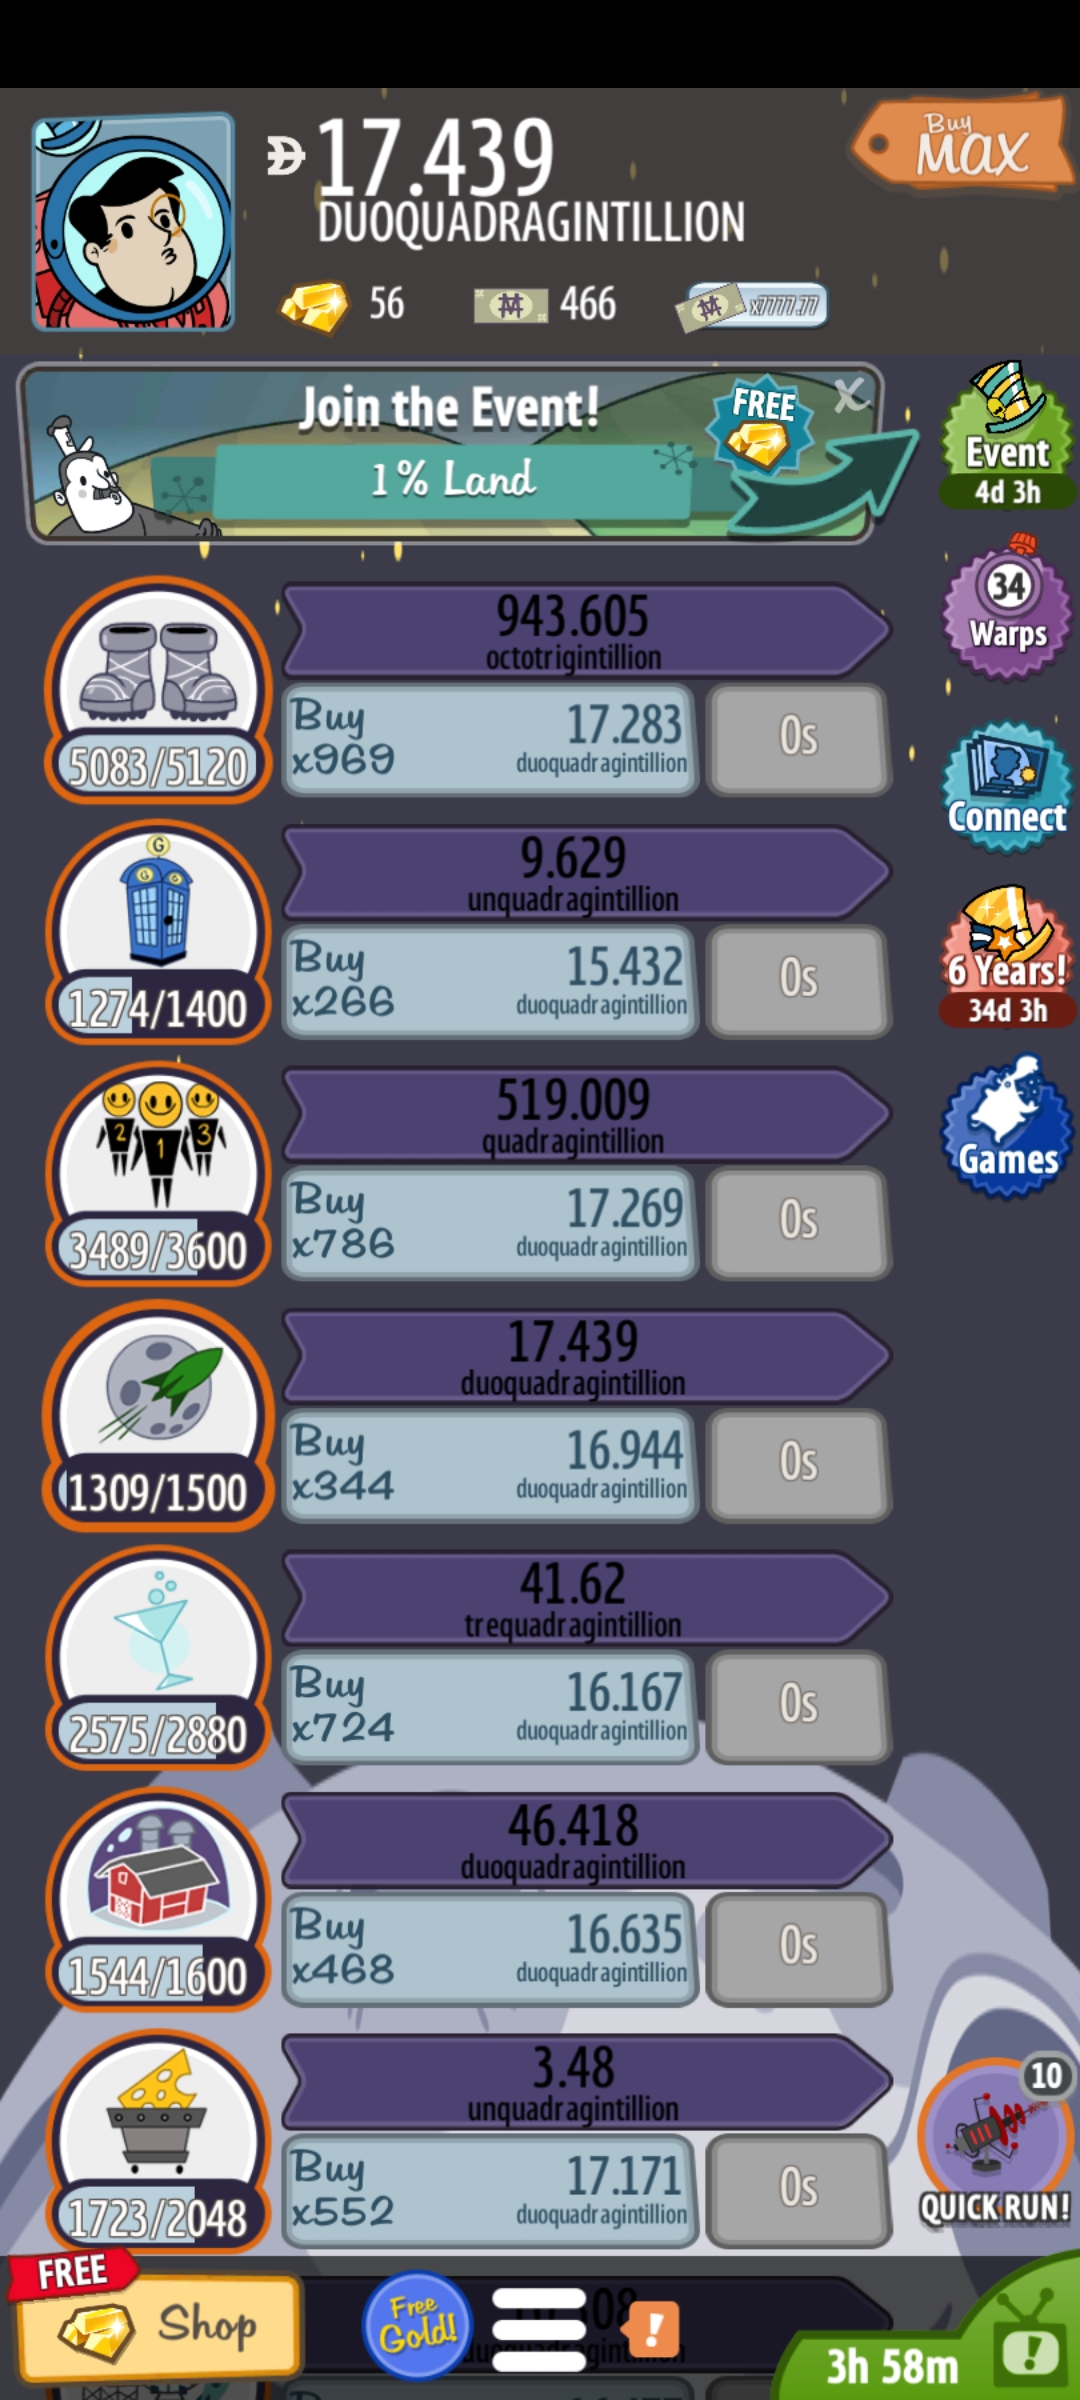 17.439
DUOQUADRAGINTILLION
Buy
MAX
56
466
x7777.77
Join the Event!
1% Land
FREE
X
Event
4d 3h
943.605
octotrigintillion
5083/5120
Buy
x969
17.283
duoquadragintillion
0s
34
Warps
9.629
unquadragintillion
G
G
G
1274/1400
Buy
x266
15.432
duoquadragintillion
0s
Connect
6 Years!
34d 3h
519.009
quadragintillion
2
1
3
3489/3600
Buy
x786
17.269
duoquadragintillion
0s
Games
17.439
duoquadragintillion
1309/1500
Buy
x344
16.944
duoquadragintillion
0s
41.62
trequadragintillion
2575/2880
Buy
x724
16.167
duoquadragintillion
0s
46.418
duoquadragintillion
1544/1600
Buy
x468
16.635
duoquadragintillion
0s
3.48
unquadragintillion
1723/2048
Buy
x552
17.171
duoquadragintillion
0s
10
QUICK RUN!
FREE
Shop
Free
Gold!
!
3h 58m
!